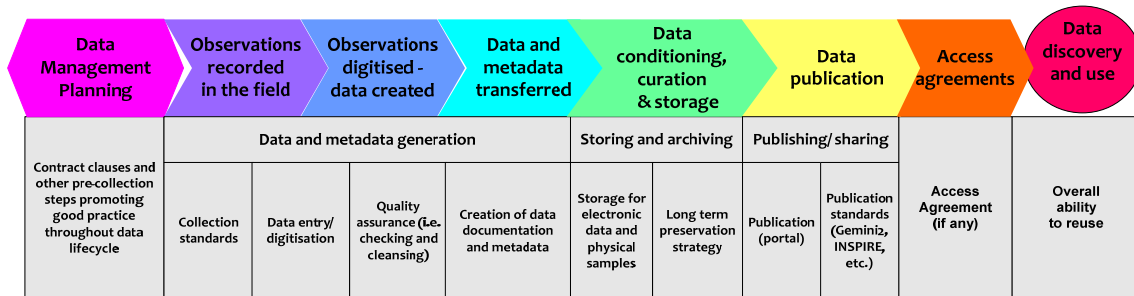 Data
Management
Planning
Observations
recorded
in the field
Observations
digitised -
data created
Data and
metadata
transferred
Data
conditioning,
curation
& storage
Data
publication
Access
agreements
Data
discovery
and use
Contract clauses and
other pre-collection
steps promoting
good practice
throughout data
lifecycle
Data and metadata generation
Storing and archiving
Publishing/ sharing
Collection
standards
Data entry/
digitisation
Quality
assurance (i.e.
checking and
cleansing)
Creation of data
documentation
and metadata
Storage for
electronic
data and
physical
samples
Long term
preservation
strategy
Publication
(portal)
Publication
standards
(Gemini2,
INSPIRE,
etc.)
Access
Agreement
(if any)
Overall
ability
to reuse